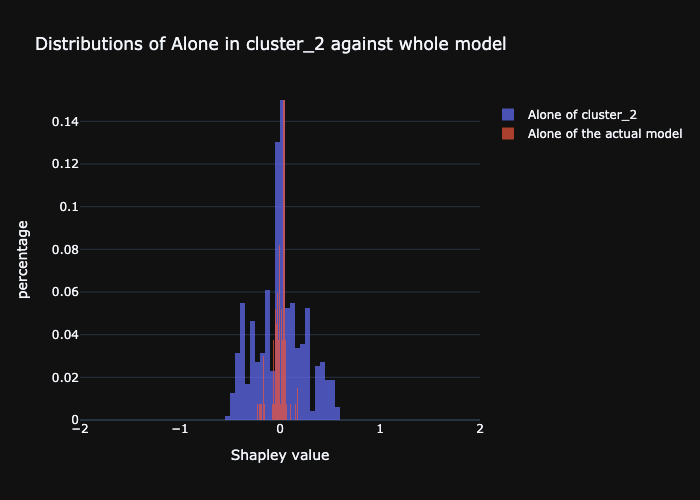 Distributions of Alone in cluster_2 against whole model
Alone of cluster_2
Alone of the actual model
percentage
0.14
0.12
0.1
0.08
0.06
0.04
0.02
0
−2
−1
0
1
2
Shapley value